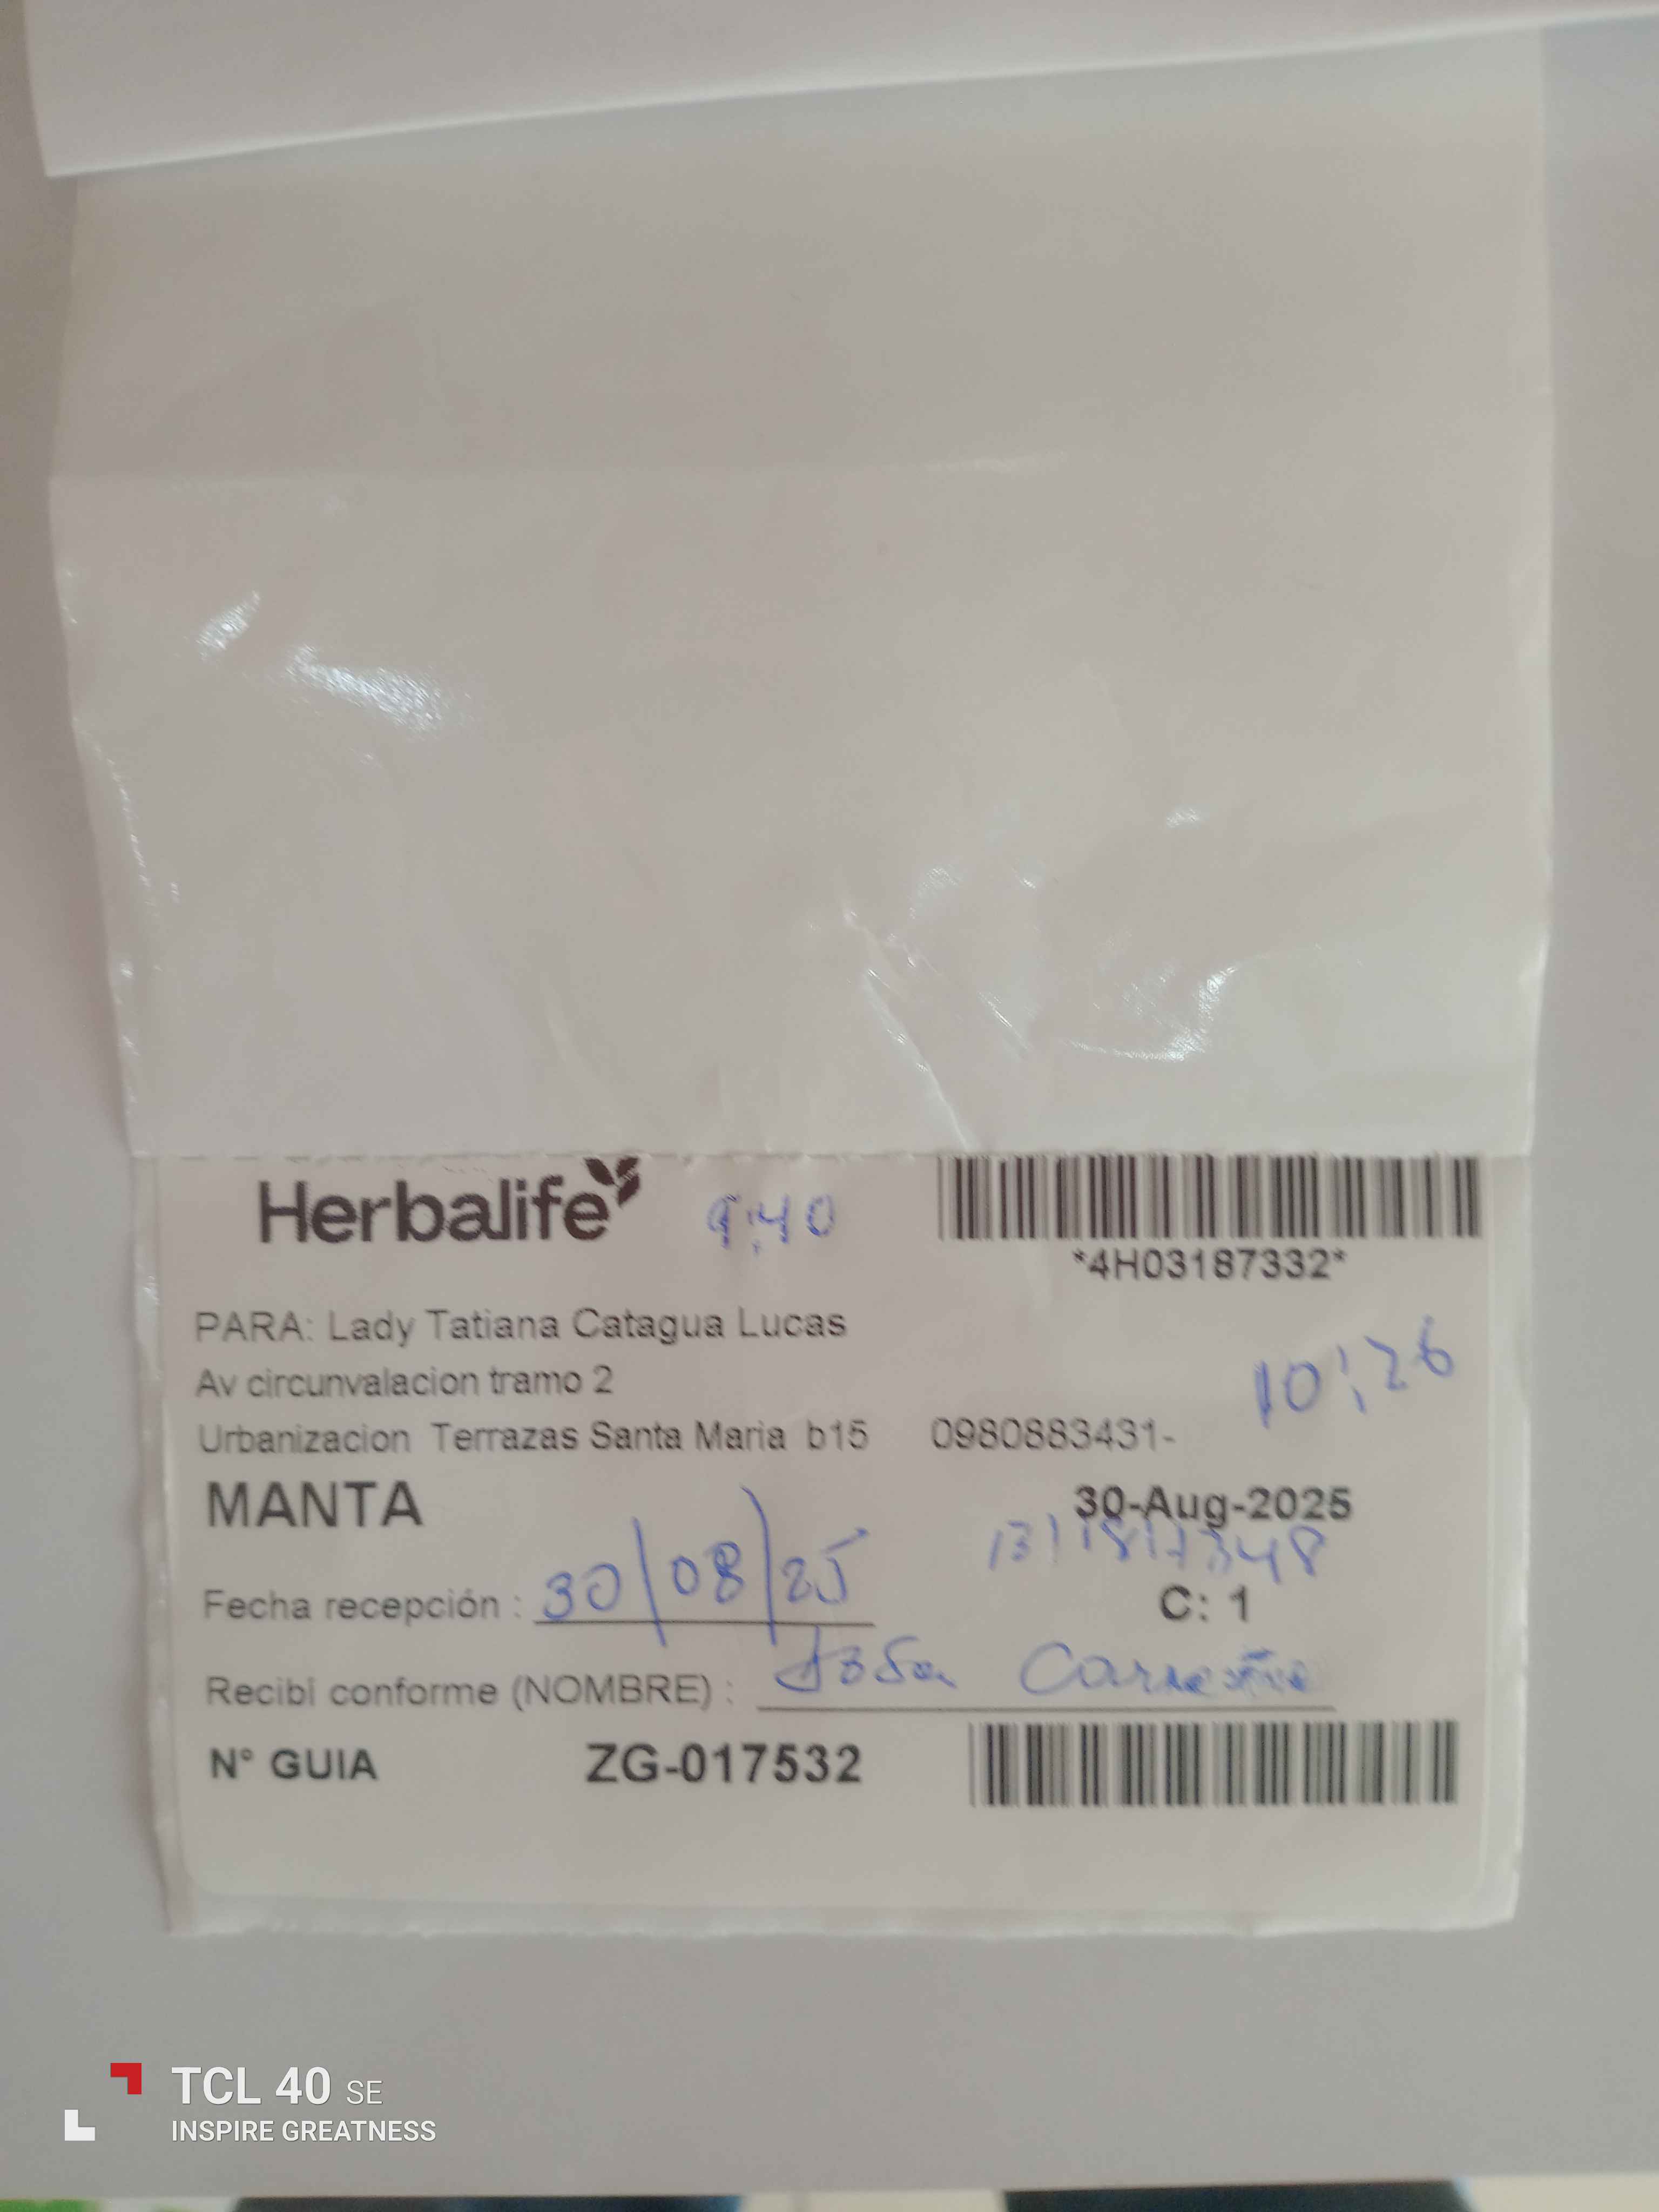 Herbalife 9:40
*4H03187332*
PARA: Lady Tatiana Catagua Lucas
Av circunvalacion tramo 2
10:26
Urbanizacion Terrazas Santa Maria b15 0980883431-
MANTA 30-Aug-2025
Fecha recepción : 30/08/25
C: 1
Recibi conforme (NOMBRE) :
N° GUIA ZG-017532
TCL 40 SE
INSPIRE GREATNESS